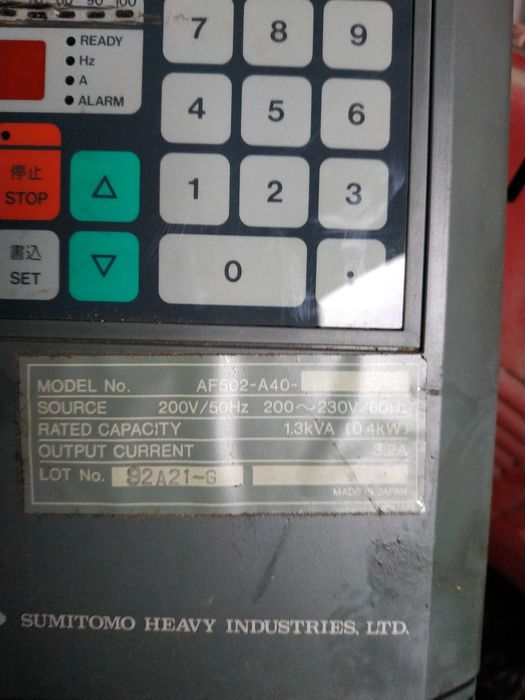 100
READY
Hz
A
ALARM
7 8 9
4 5 6
停止
STOP
1 2 3
書込
SET
0 .
MODEL No. AF502-A40-
SOURCE 200V/50Hz 200~230V/60Hz
RATED CAPACITY 1.3kVA (0.4kW)
OUTPUT CURRENT 3.2A
LOT No. 92A21-G
MADE IN JAPAN
SUMITOMO HEAVY INDUSTRIES, LTD.